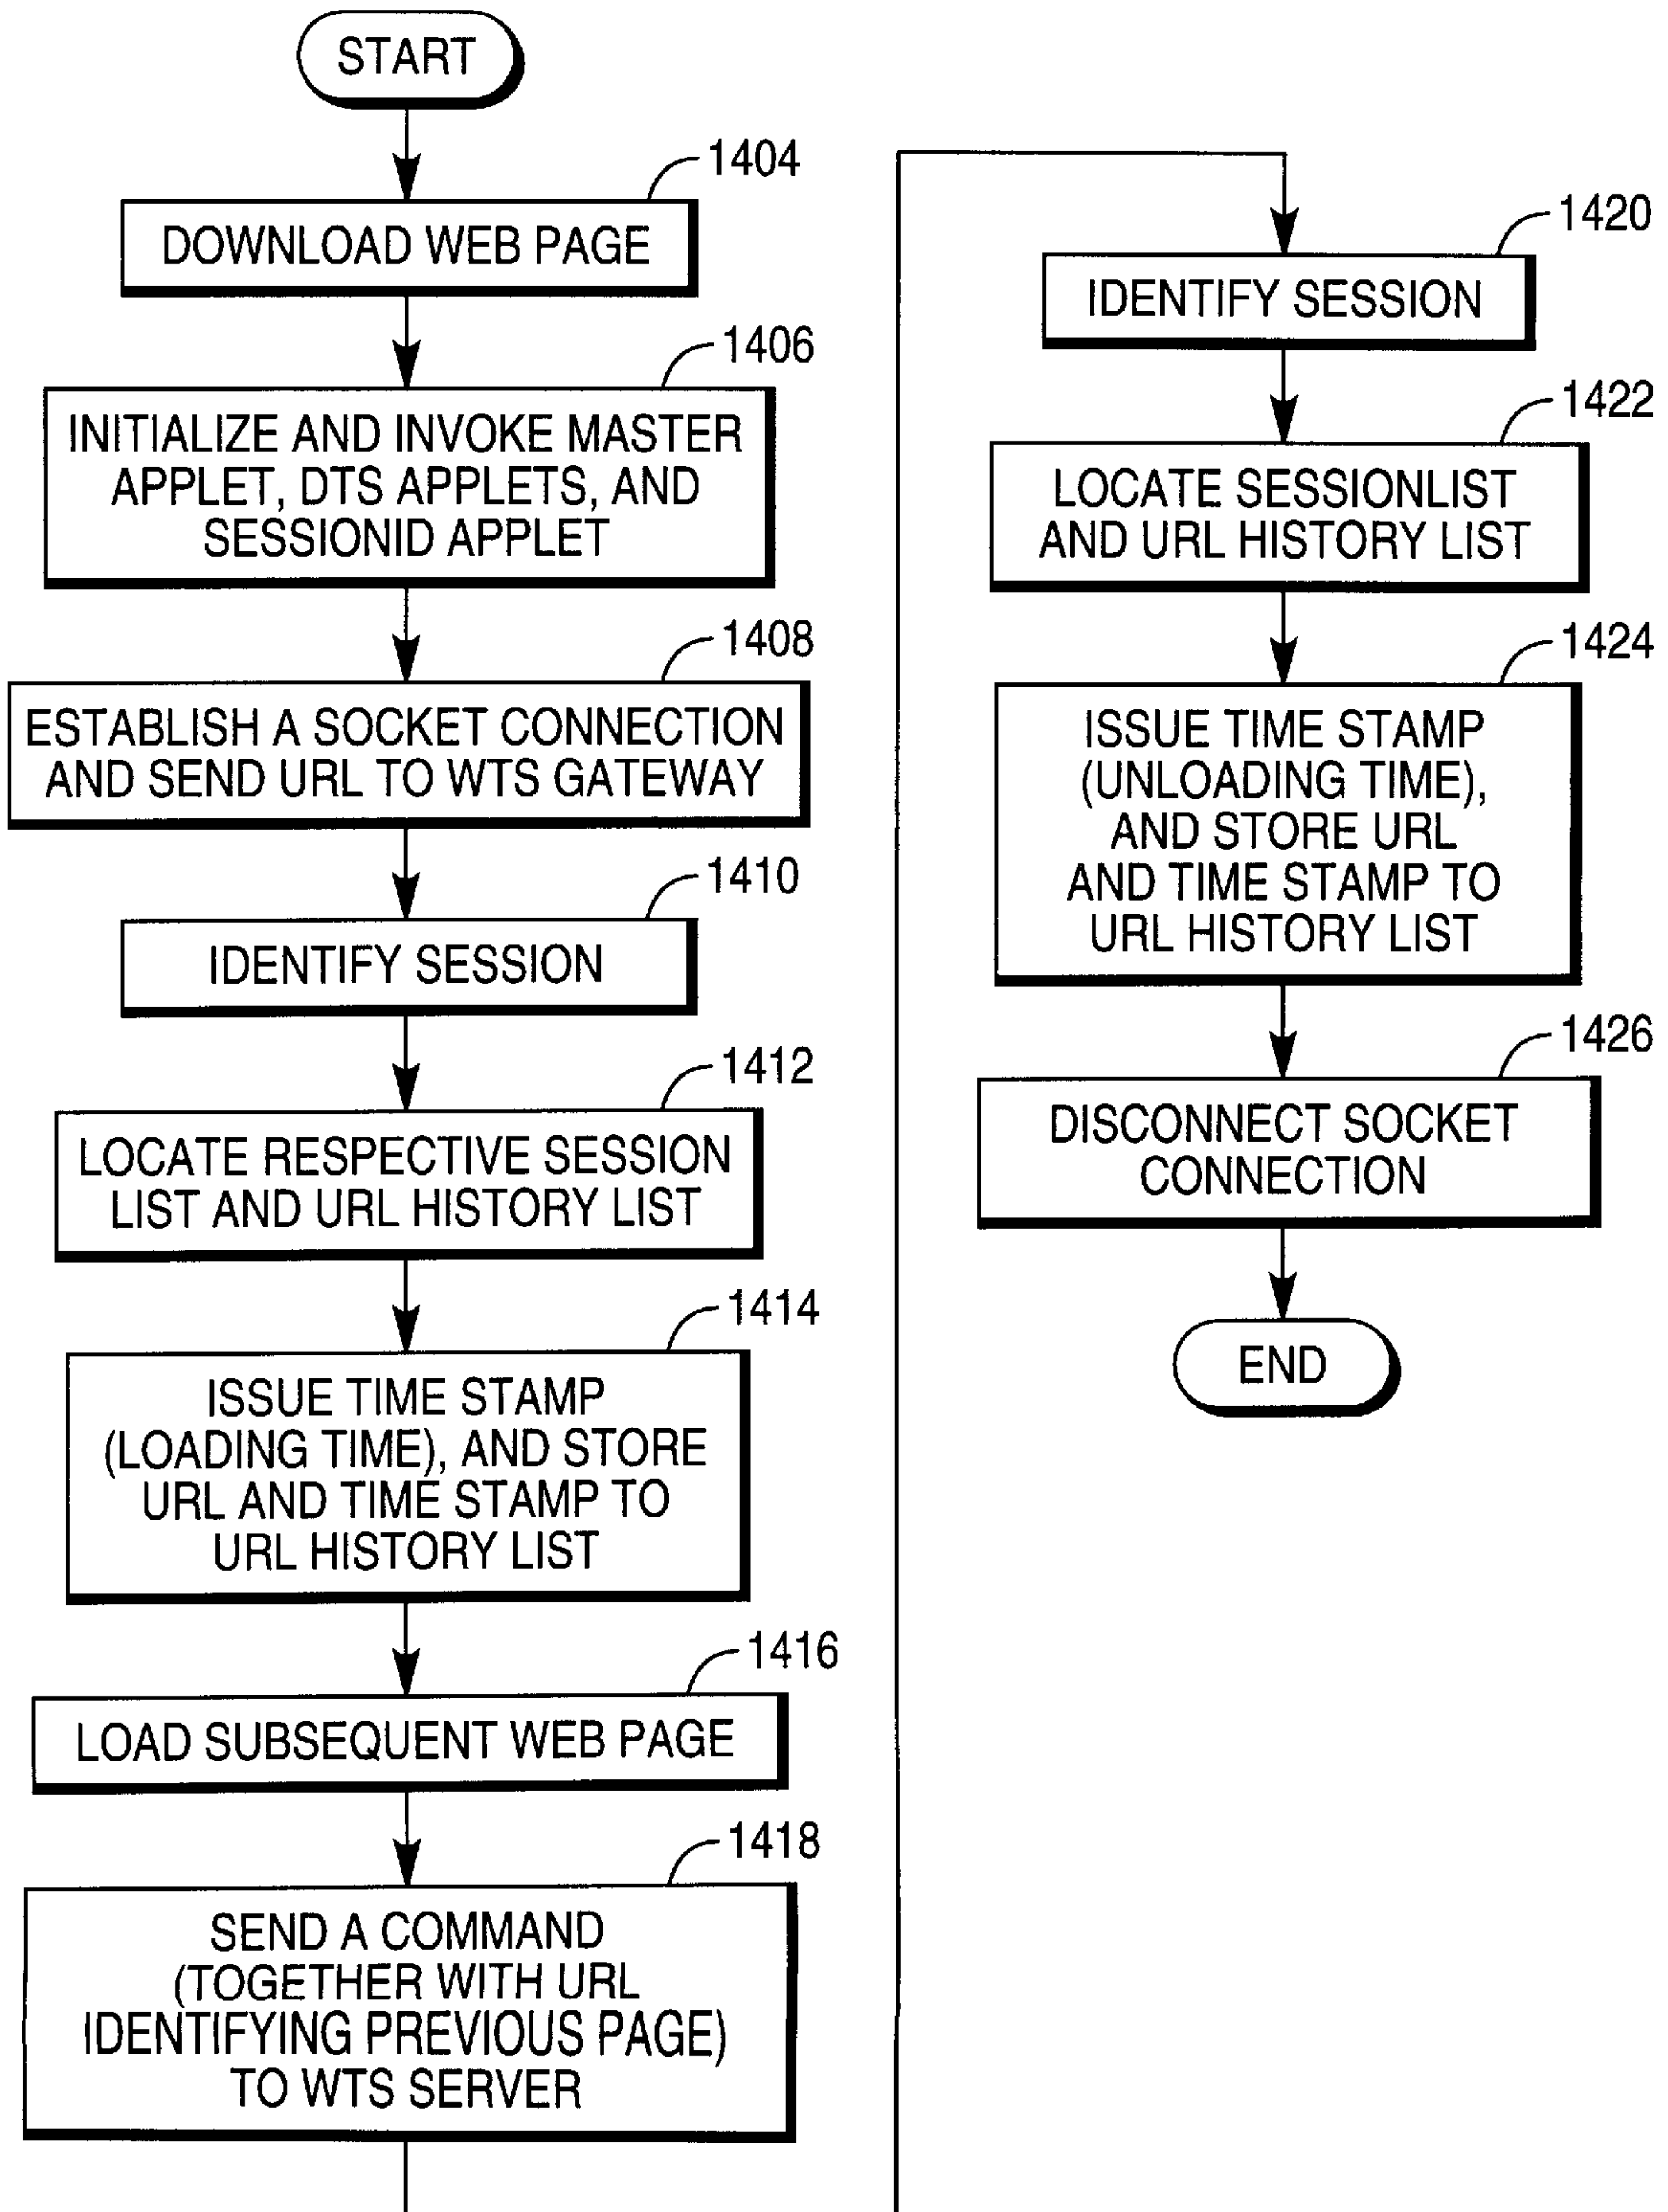 START
1404
DOWNLOAD WEB PAGE
1406
INITIALIZE AND INVOKE MASTER
APPLET, DTS APPLETS, AND
SESSIONID APPLET
1408
ESTABLISH A SOCKET CONNECTION
AND SEND URL TO WTS GATEWAY
1410
IDENTIFY SESSION
1412
LOCATE RESPECTIVE SESSION
LIST AND URL HISTORY LIST
1414
ISSUE TIME STAMP
(LOADING TIME), AND STORE
URL AND TIME STAMP TO
URL HISTORY LIST
1416
LOAD SUBSEQUENT WEB PAGE
1418
SEND A COMMAND
(TOGETHER WITH URL
IDENTIFYING PREVIOUS PAGE)
TO WTS SERVER
1420
IDENTIFY SESSION
1422
LOCATE SESSIONLIST
AND URL HISTORY LIST
1424
ISSUE TIME STAMP
(UNLOADING TIME),
AND STORE URL
AND TIME STAMP TO
URL HISTORY LIST
1426
DISCONNECT SOCKET
CONNECTION
END